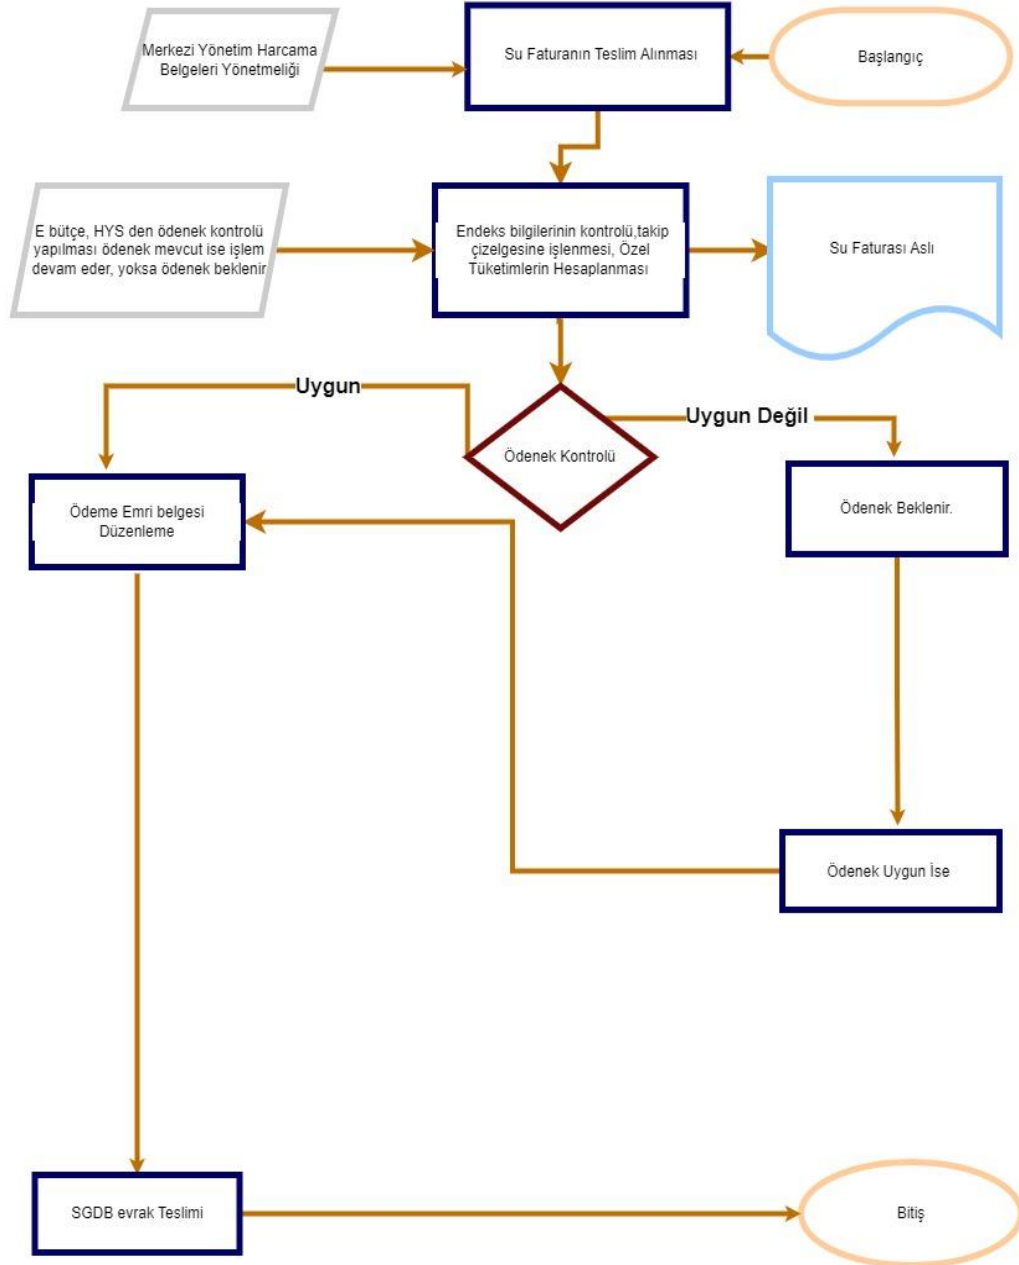 Merkezi Yönetim Harcama
Belgeleri Yönetmeliği
Su Faturanın Teslim Alınması
Başlangıç
E bütçe, HYS den ödenek kontrolü
yapılması ödenek mevcut ise işlem
devam eder, yoksa ödenek beklenir
Endeks bilgilerinin kontrolü,takip
çizelgesine işlenmesi, Özel
Tüketimlerin Hesaplanması
Su Faturası Aslı
Uygun
Uygun Değil
Ödenek Kontrolü
Ödeme Emri belgesi
Düzenleme
Ödenek Beklenir.
Ödenek Uygun İse
SGDB evrak Teslimi
Bitiş